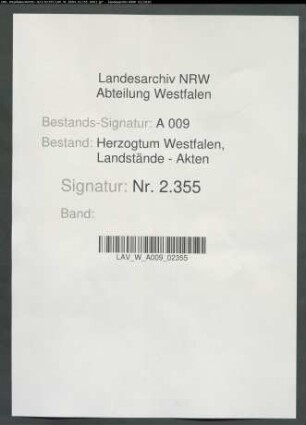 Landesarchiv NRW
Abteilung Westfalen
Bestands-Signatur: A 009
Bestand: Herzogtum Westfalen,
Landstände - Akten
Signatur: Nr. 2.355
Band:
LAV_W_A009_02355